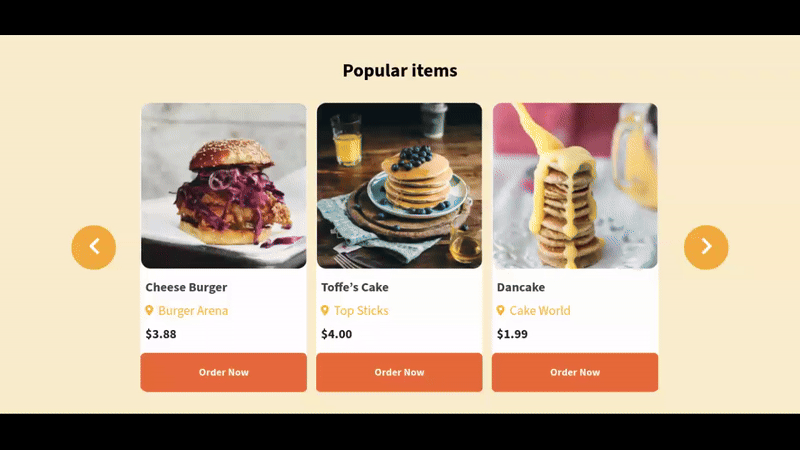 Popular items
Cheese Burger
Burger Arena
$3.88
Order Now
Toffe's Cake
Top Sticks
$4.00
Order Now
Dancake
Cake World
$1.99
Order Now